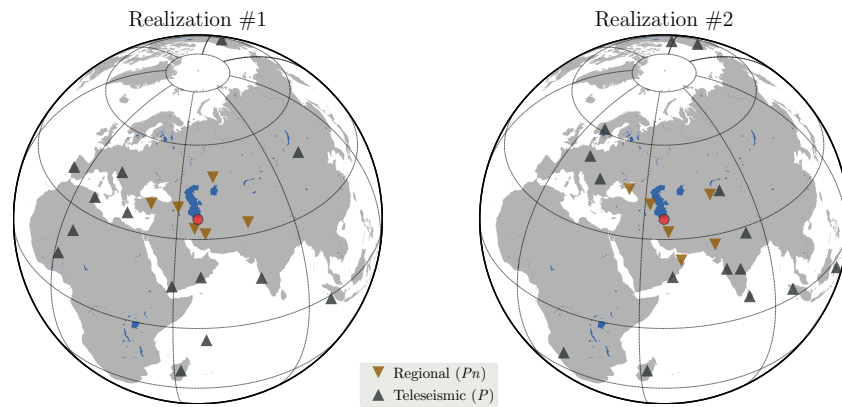 Realization #1
Realization #2
Regional (Pn)
Teleseismic (P)